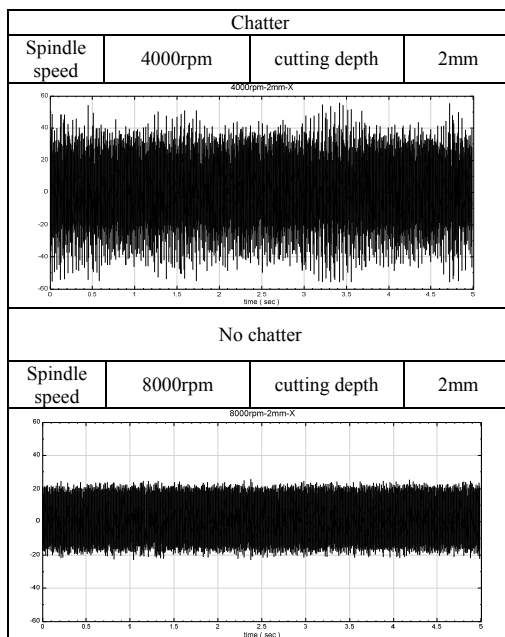 Chatter
Spindle speed 4000rpm cutting depth 2mm
4000rpm-2mm-X
60
40
20
0
-20
-40
-60
0 0.5 1 1.5 2 2.5 3 3.5 4 4.5 5
time ( sec )
No chatter
Spindle speed 8000rpm cutting depth 2mm
8000rpm-2mm-X
60
40
20
0
-20
-40
-60
0 0.5 1 1.5 2 2.5 3 3.5 4 4.5 5
time ( sec )